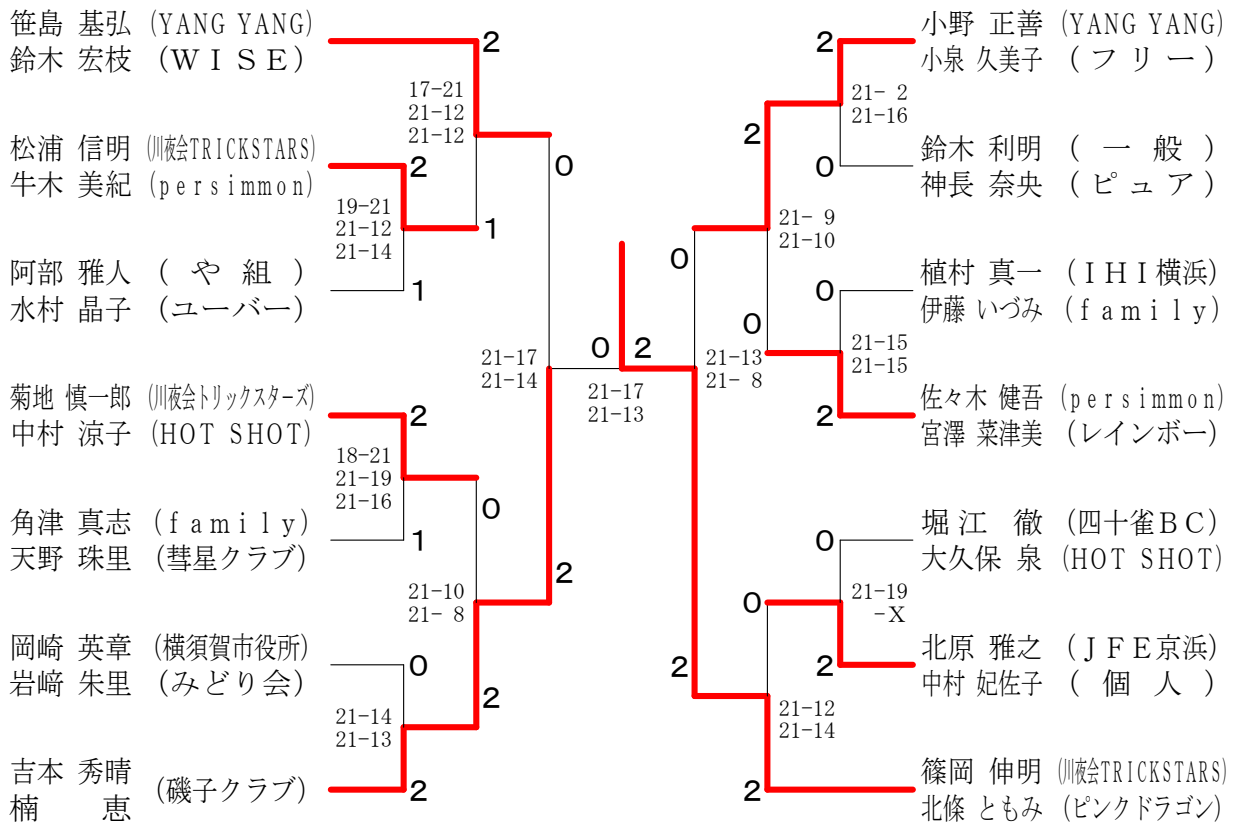 笹島 基弘 (YANG YANG)
鈴木 宏枝 (ＷＩＳＥ)
2
17-21
21-12
21-12
松浦 信明 (川夜会TRICKSTARS)
牛木 美紀 (persimmon)
2
19-21
21-12
21-14
1
0
阿部 雅人 ( や 組 )
水村 晶子 (ユーバー)
1
21-17
21-14
菊地 慎一郎 (川夜会トリックスターズ)
中村 涼子 (HOT SHOT)
2
18-21
21-19
21-16
0
角津 真志 (family)
天野 珠里 (彗星クラブ)
1
21-10
21- 8
2
岡崎 英章 (横須賀市役所)
岩﨑 朱里 (みどり会)
0
21-14
21-13
2
吉本 秀晴
楠 恵
(磯子クラブ)
2
0 2
21-17
21-13
小野 正善 (YANG YANG)
小泉 久美子 (フリー)
2
21- 2
21-16
2
鈴木 利明 ( 一 般 )
神長 奈央 (ピュア)
0
21- 9
21-10
0
植村 真一 (ＩＨＩ横浜)
伊藤 いづみ (family)
0
0
21-15
21-15
21-13
21- 8
佐々木 健吾 (persimmon)
宮澤 菜津美 (レインボー)
2
堀江 徹 (四十雀ＢＣ)
大久保 泉 (HOT SHOT)
0
21-19
-X
0
北原 雅之 (ＪＦＥ京浜)
中村 妃佐子 ( 個 人 )
2
2
21-12
21-14
篠岡 伸明 (川夜会TRICKSTARS)
北條 ともみ (ピンクドラゴン)
2